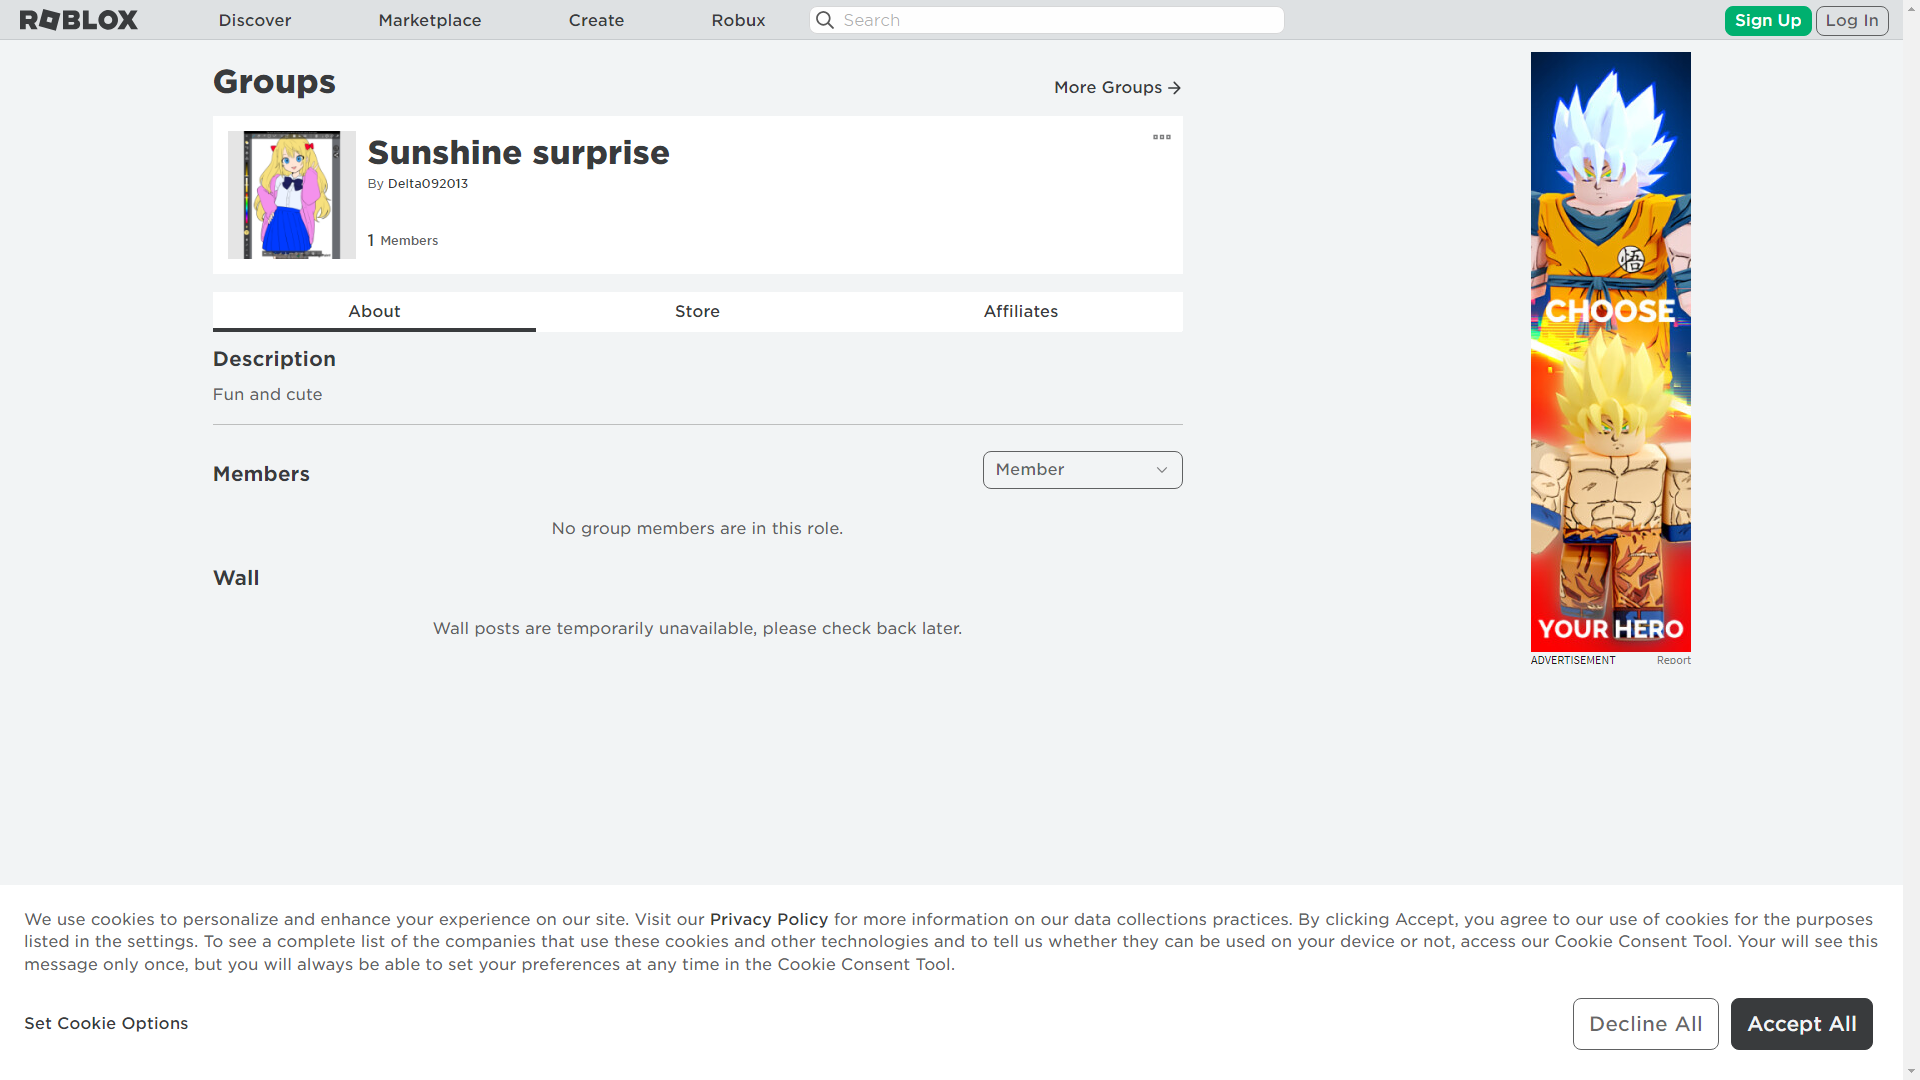 ROBLOX
Discover
Marketplace
Create
Robux
Search
Sign Up
Log In
Groups
More Groups
Sunshine surprise
By Delta092013
1 Members
About
Store
Affiliates
Description
Fun and cute
Members
Member
No group members are in this role.
Wall
Wall posts are temporarily unavailable, please check back later.
悟
CHOOSE
YOUR HERO
ADVERTISEMENT
Report
We use cookies to personalize and enhance your experience on our site. Visit our Privacy Policy for more information on our data collections practices. By clicking Accept, you agree to our use of cookies for the purposes
listed in the settings. To see a complete list of the companies that use these cookies and other technologies and to tell us whether they can be used on your device or not, access our Cookie Consent Tool. Your will see this
message only once, but you will always be able to set your preferences at any time in the Cookie Consent Tool.
Set Cookie Options
Decline All
Accept All